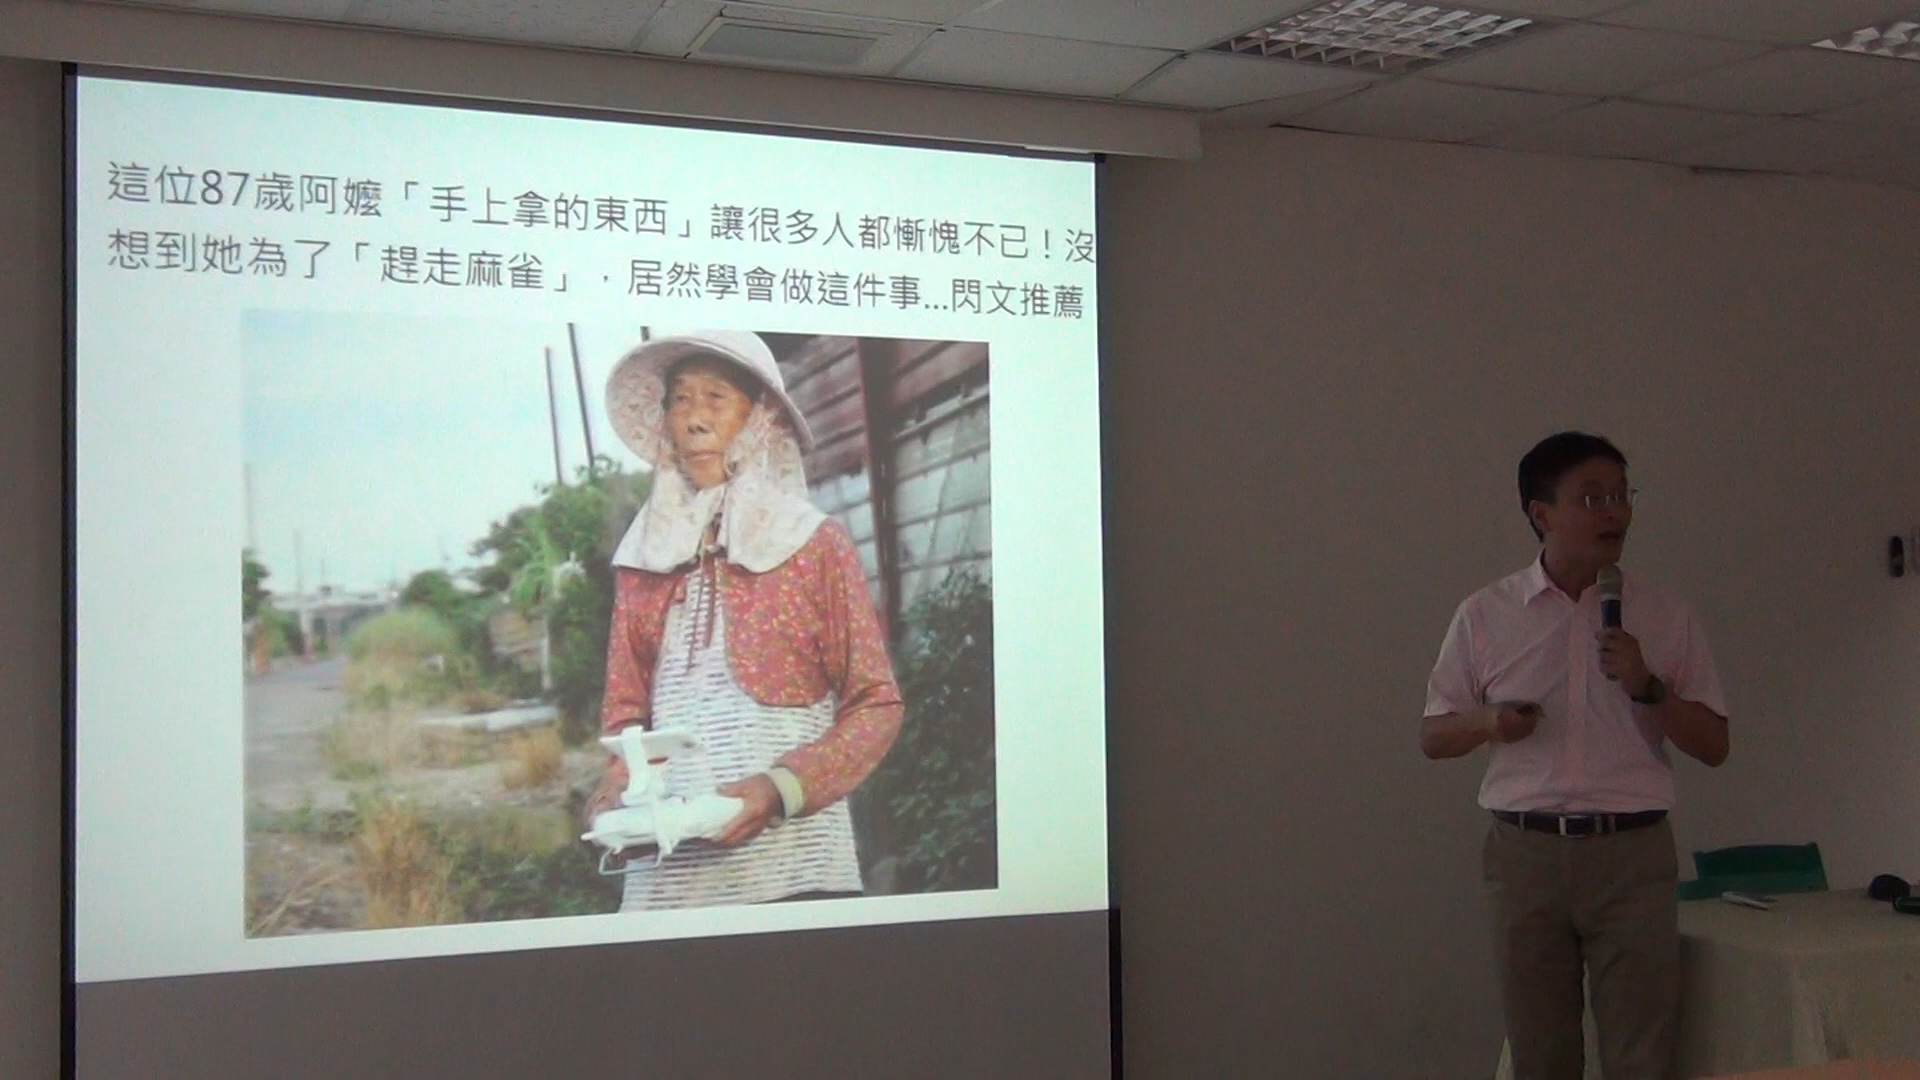 這位87歲阿嬤「手上拿的東西」讓很多人都慚愧不已！沒
想到她為了「趕走麻雀」，居然學會做這件事...閃文推薦